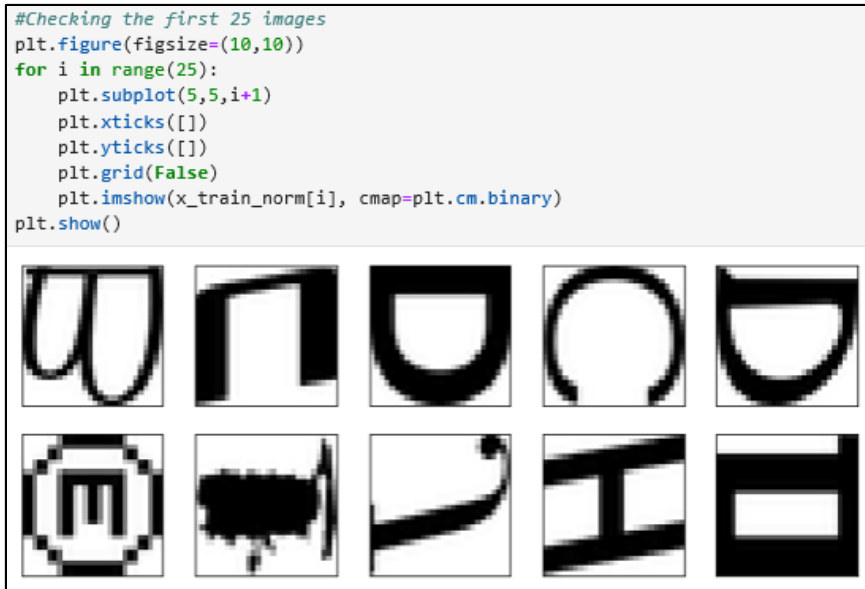 #Checking the first 25 images
plt.figure(figsize=(10,10))
for i in range(25):
    plt.subplot(5,5,i+1)
    plt.xticks([])
    plt.yticks([])
    plt.grid(False)
    plt.imshow(x_train_norm[i], cmap=plt.cm.binary)
plt.show()